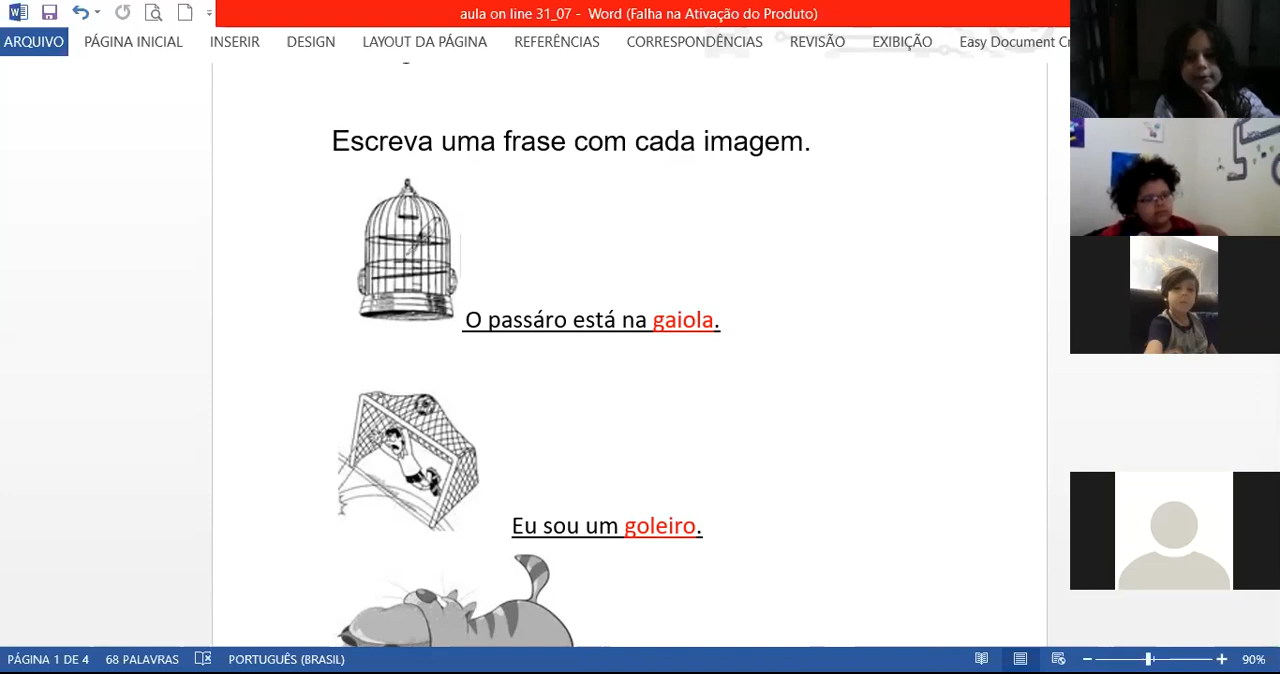 aula on line 31_07 - Word (Falha na Ativação do Produto)
ARQUIVO PÁGINA INICIAL INSERIR DESIGN LAYOUT DA PÁGINA REFERÊNCIAS CORRESPONDÊNCIAS REVISÃO EXIBIÇÃO Easy Document Cr
Escreva uma frase com cada imagem.
O passáro está na gaiola.
Eu sou um goleiro.
PÁGINA 1 DE 4 68 PALAVRAS PORTUGUÊS (BRASIL) 90%